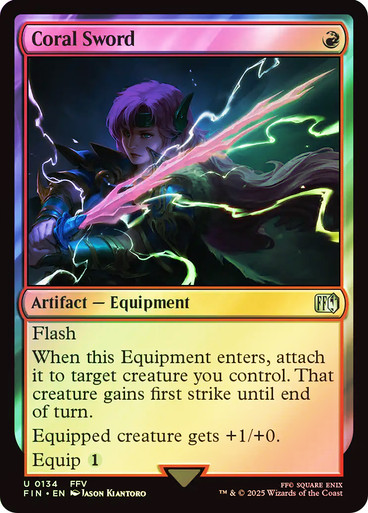 Coral Sword
Artifact — Equipment
FFC
Flash
When this Equipment enters, attach
it to target creature you control. That
creature gains first strike until end
of turn.
Equipped creature gets +1/+0.
Equip 1
U 0134 FFV
FIN • EN Jason Kiantoro
FF© SQUARE ENIX
™ & © 2025 Wizards of the Coast